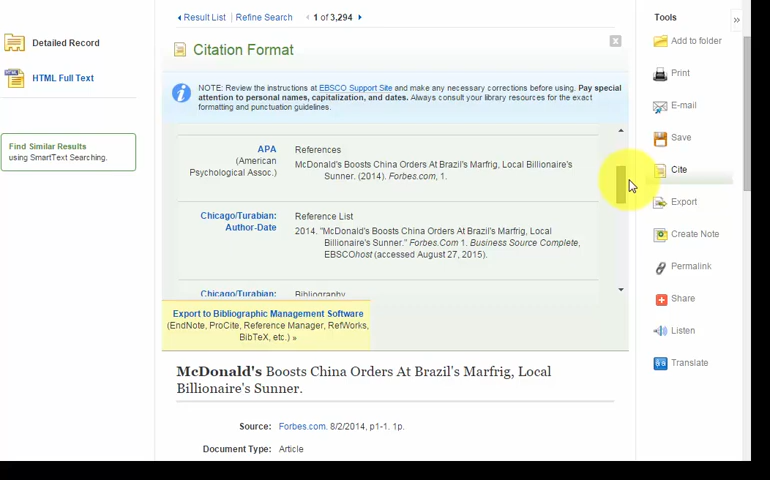 Result List Refine Search 1 of 3,294
Tools
»
Detailed Record
HTML Full Text
Find Similar Results
using SmartText Searching.
Citation Format
NOTE: Review the instructions at EBSCO Support Site and make any necessary corrections before using. Pay special
attention to personal names, capitalization, and dates. Always consult your library resources for the exact
formatting and punctuation guidelines.
APA
(American
Psychological Assoc.)
References
McDonald's Boosts China Orders At Brazil's Marfrig, Local Billionaire's
Sunner. (2014). Forbes.com, 1.
Chicago/Turabian:
Author-Date
Reference List
2014. "McDonald's Boosts China Orders At Brazil's Marfrig, Local
Billionaire's Sunner." Forbes.Com 1. Business Source Complete,
EBSCOhost (accessed August 27, 2015).
Chicago/Turabian:
Bibliography
Export to Bibliographic Management Software
(EndNote, ProCite, Reference Manager, RefWorks,
BibTeX, etc.) »
McDonald's Boosts China Orders At Brazil's Marfrig, Local
Billionaire's Sunner.
Source: Forbes.com. 8/2/2014, p1-1. 1p.
Document Type: Article
Add to folder
Print
E-mail
Save
Cite
Export
Create Note
Permalink
Share
Listen
Translate